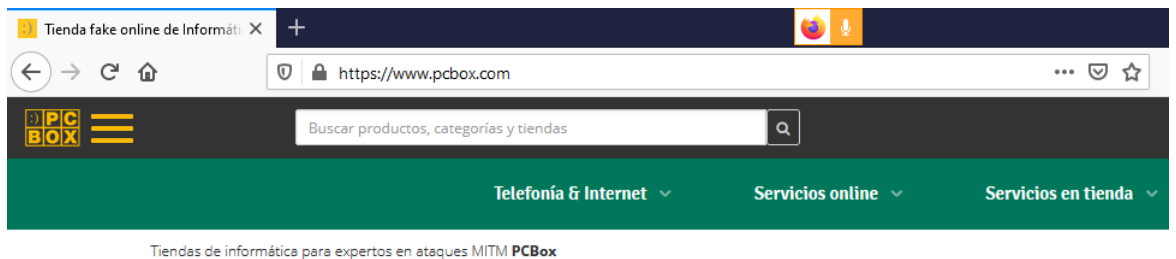 Tienda fake online de Informáti
https://www.pcbox.com
:) PC
BOX
Buscar productos, categorías y tiendas
Telefonía & Internet Servicios online Servicios en tienda
Tiendas de informática para expertos en ataques MITM PCBox